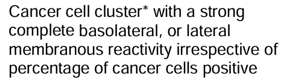 Cancer cell cluster* with a strong
complete basolateral, or lateral
membranous reactivity irrespective of
percentage of cancer cells positive